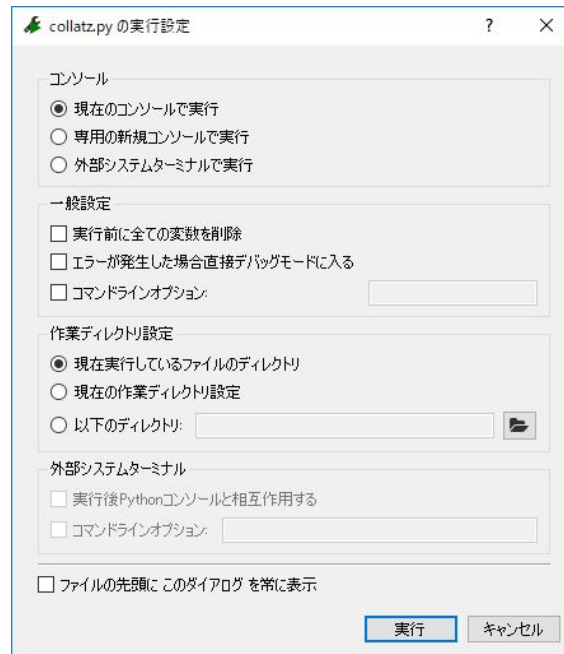 collatz.py の実行設定
コンソール
現在のコンソールで実行
専用の新規コンソールで実行
外部システムターミナルで実行
一般設定
実行前に全ての変数を削除
エラーが発生した場合直接デバッグモードに入る
コマンドラインオプション:
作業ディレクトリ設定
現在実行しているファイルのディレクトリ
現在の作業ディレクトリ設定
以下のディレクトリ:
外部システムターミナル
実行後Pythonコンソールと相互作用する
コマンドラインオプション:
ファイルの先頭に このダイアログ を常に表示
実行 キャンセル